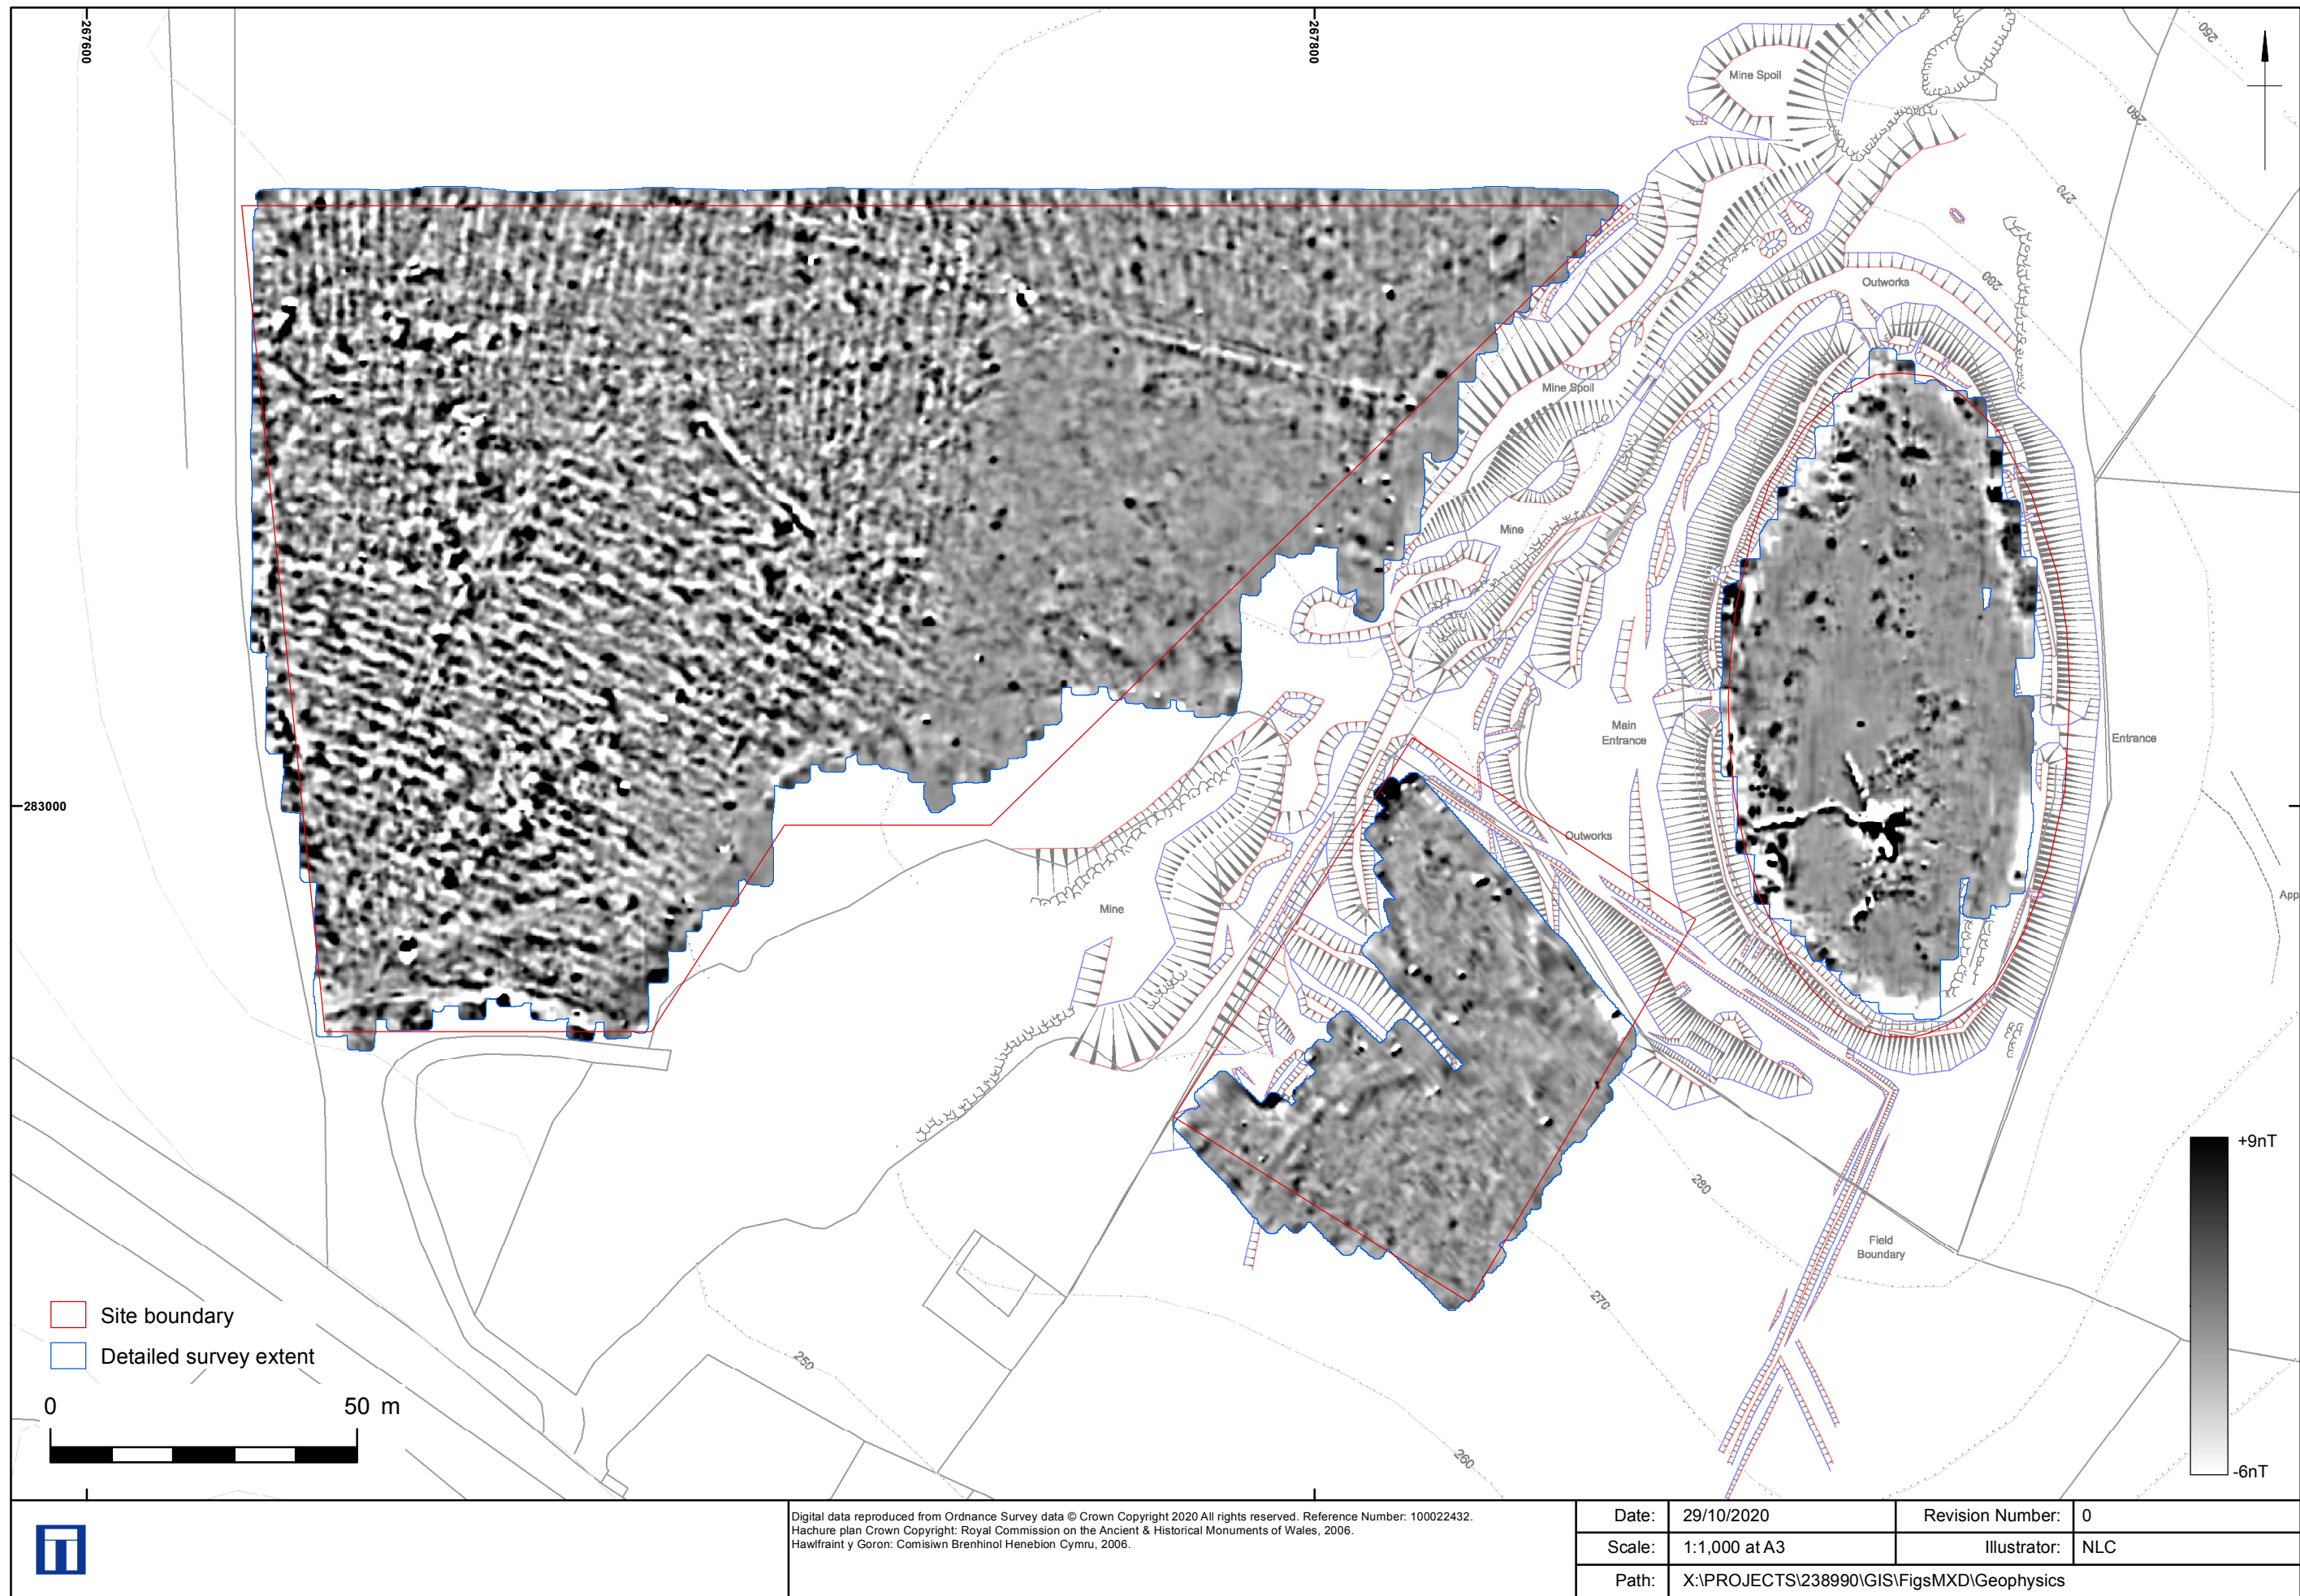 267600
267800
250
Mine Spoil
260
270
Outworks
280
Mine Spoil
Mine
Main
Entrance
Entrance
283000
Outworks
App
Mine
+9nT
280
Field
Boundary
270
Site boundary
250
Detailed survey extent
0 50 m
260
-6nT
Digital data reproduced from Ordnance Survey data © Crown Copyright 2020 All rights reserved. Reference Number: 100022432.
Hachure plan Crown Copyright: Royal Commission on the Ancient & Historical Monuments of Wales, 2006.
Hawlfraint y Goron: Comisiwn Brenhinol Henebion Cymru, 2006.
Date: 29/10/2020 Revision Number: 0
Scale: 1:1,000 at A3 Illustrator: NLC
Path: X:\PROJECTS\238990\GIS\FigsMXD\Geophysics